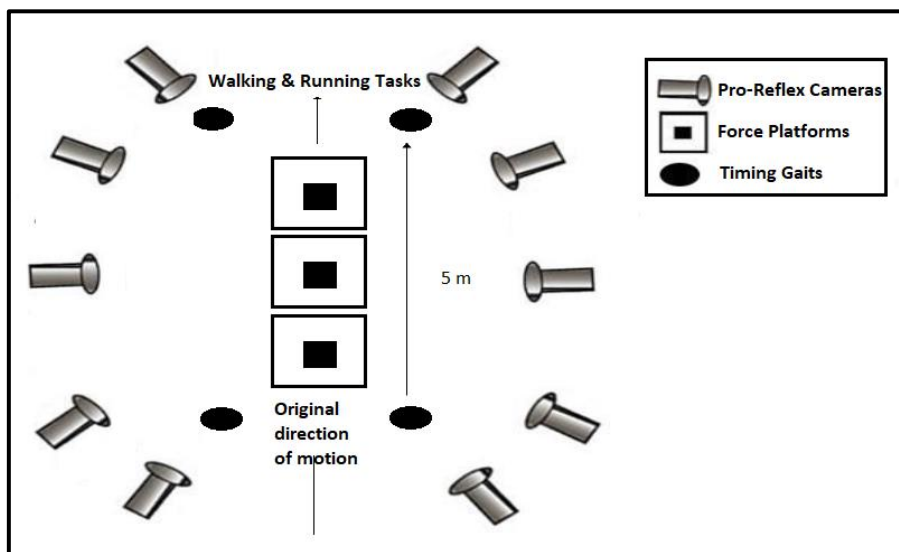 Walking & Running Tasks
Pro-Reflex Cameras
Force Platforms
Timing Gaits
5 m
Original
direction
of motion